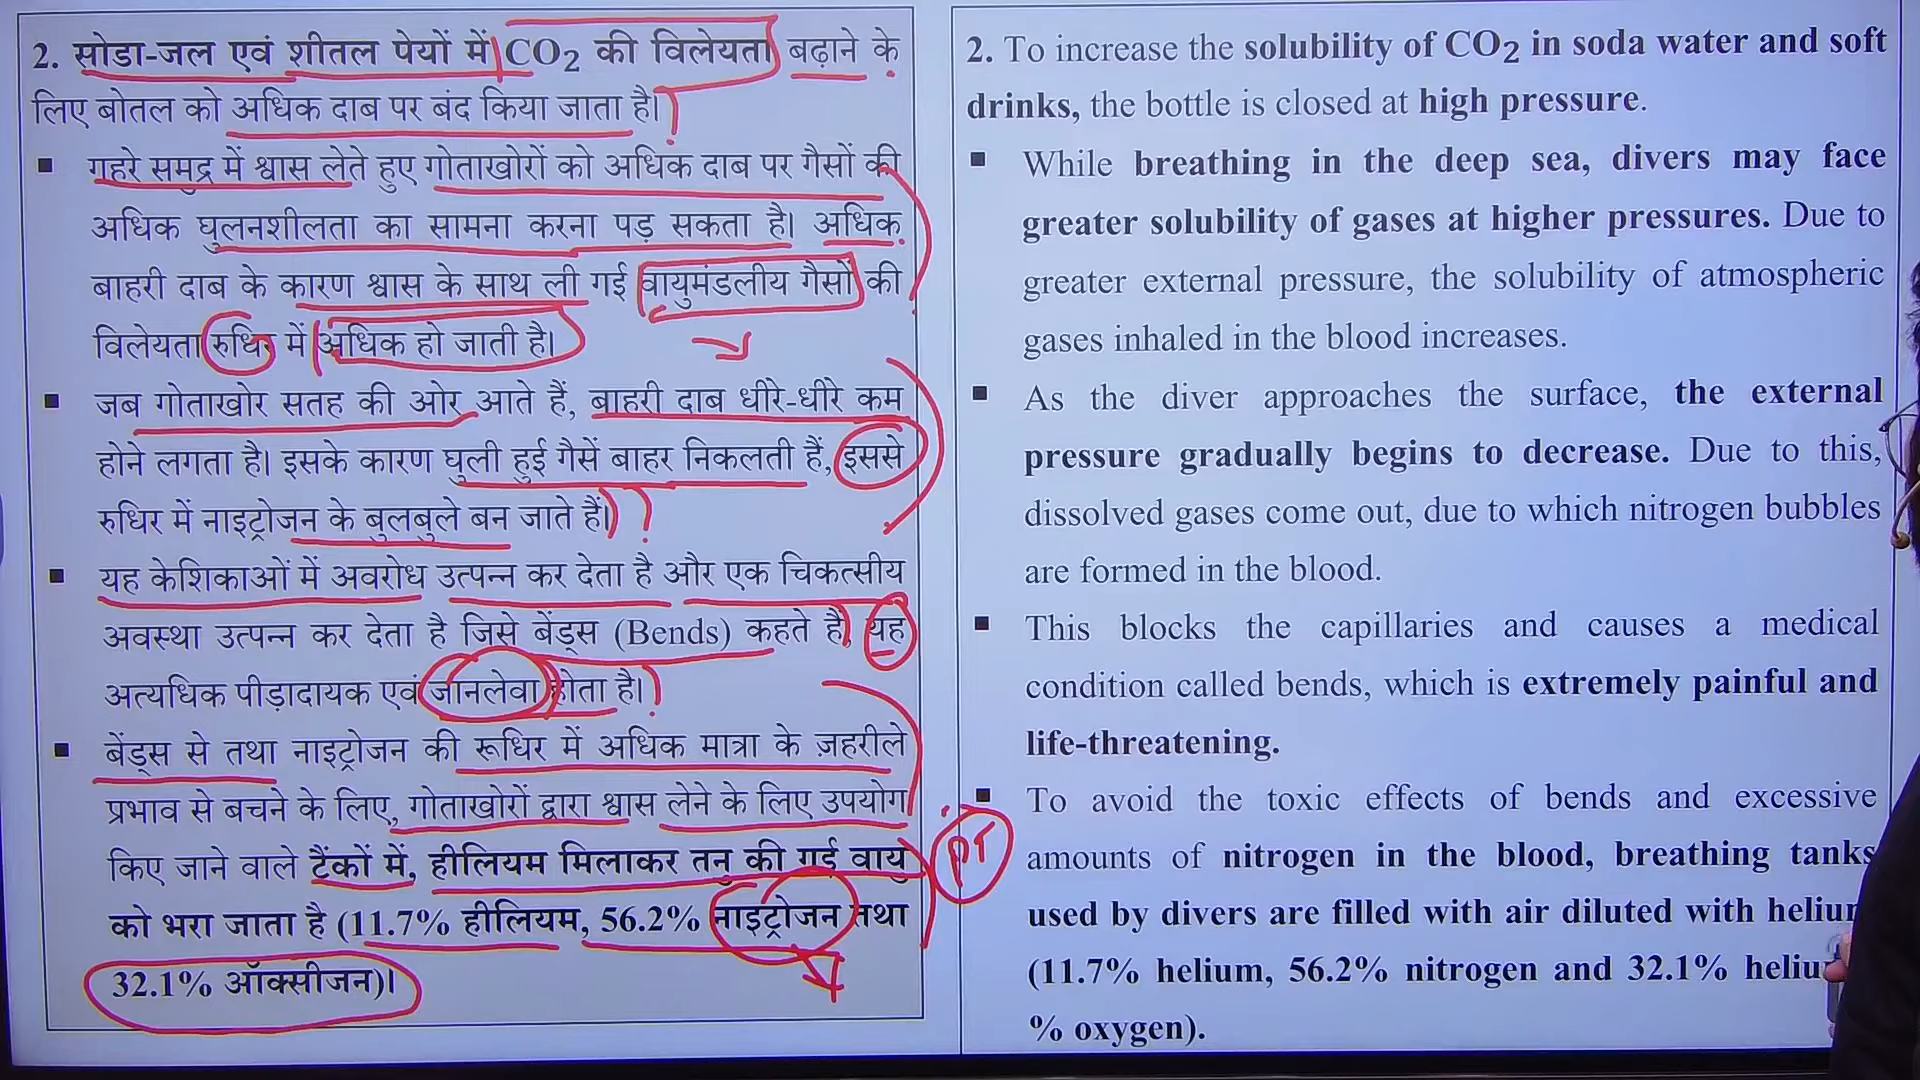 2. सोडा-जल एवं शीतल पेयों में CO₂ की विलेयता बढ़ाने के
लिए बोतल को अधिक दाब पर बंद किया जाता है।
▪ गहरे समुद्र में श्वास लेते हुए गोताखोरों को अधिक दाब पर गैसों की
अधिक घुलनशीलता का सामना करना पड़ सकता है। अधिक
बाहरी दाब के कारण श्वास के साथ ली गई वायुमंडलीय गैसों की
विलेयता रुधिर में अधिक हो जाती है।
▪ जब गोताखोर सतह की ओर आते हैं, बाहरी दाब धीरे-धीरे कम
होने लगता है। इसके कारण घुली हुई गैसें बाहर निकलती हैं, इससे
रुधिर में नाइट्रोजन के बुलबुले बन जाते हैं।
▪ यह केशिकाओं में अवरोध उत्पन्न कर देता है और एक चिकत्सीय
अवस्था उत्पन्न कर देता है जिसे बेंड्स (Bends) कहते हैं, यह
अत्यधिक पीड़ादायक एवं जानलेवा होता है।
▪ बेंड्स से तथा नाइट्रोजन की रूधिर में अधिक मात्रा के ज़हरीले
प्रभाव से बचने के लिए, गोताखोरों द्वारा श्वास लेने के लिए उपयोग
किए जाने वाले टैंकों में, हीलियम मिलाकर तनु की गई वायु
को भरा जाता है (11.7% हीलियम, 56.2% नाइट्रोजन तथा
32.1% ऑक्सीजन)।
PT
2. To increase the solubility of CO₂ in soda water and soft
drinks, the bottle is closed at high pressure.
▪ While breathing in the deep sea, divers may face
greater solubility of gases at higher pressures. Due to
greater external pressure, the solubility of atmospheric
gases inhaled in the blood increases.
▪ As the diver approaches the surface, the external
pressure gradually begins to decrease. Due to this,
dissolved gases come out, due to which nitrogen bubbles
are formed in the blood.
▪ This blocks the capillaries and causes a medical
condition called bends, which is extremely painful and
life-threatening.
▪ To avoid the toxic effects of bends and excessive
amounts of nitrogen in the blood, breathing tanks
used by divers are filled with air diluted with helium
(11.7% helium, 56.2% nitrogen and 32.1% heliu
% oxygen).